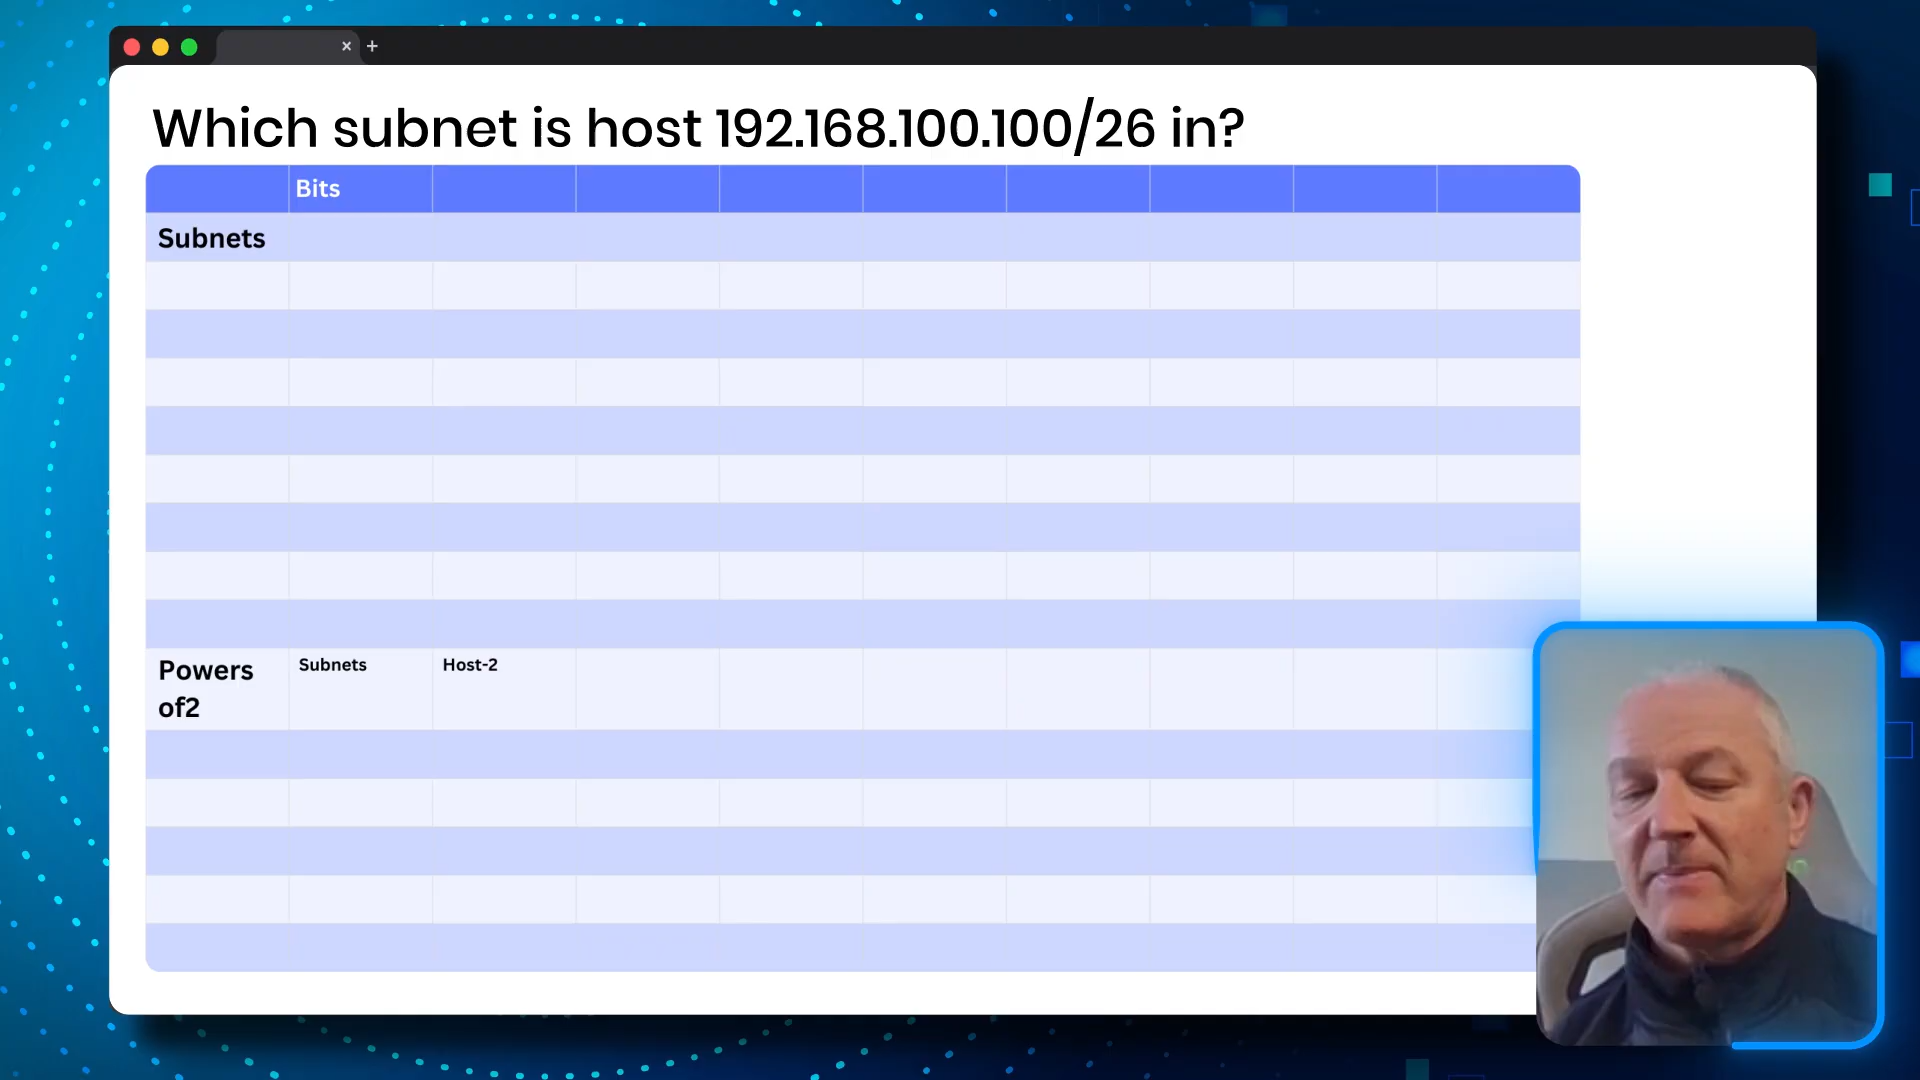 Which subnet is host 192.168.100.100/26 in?
Bits
Subnets
Powers of2
Subnets
Host-2